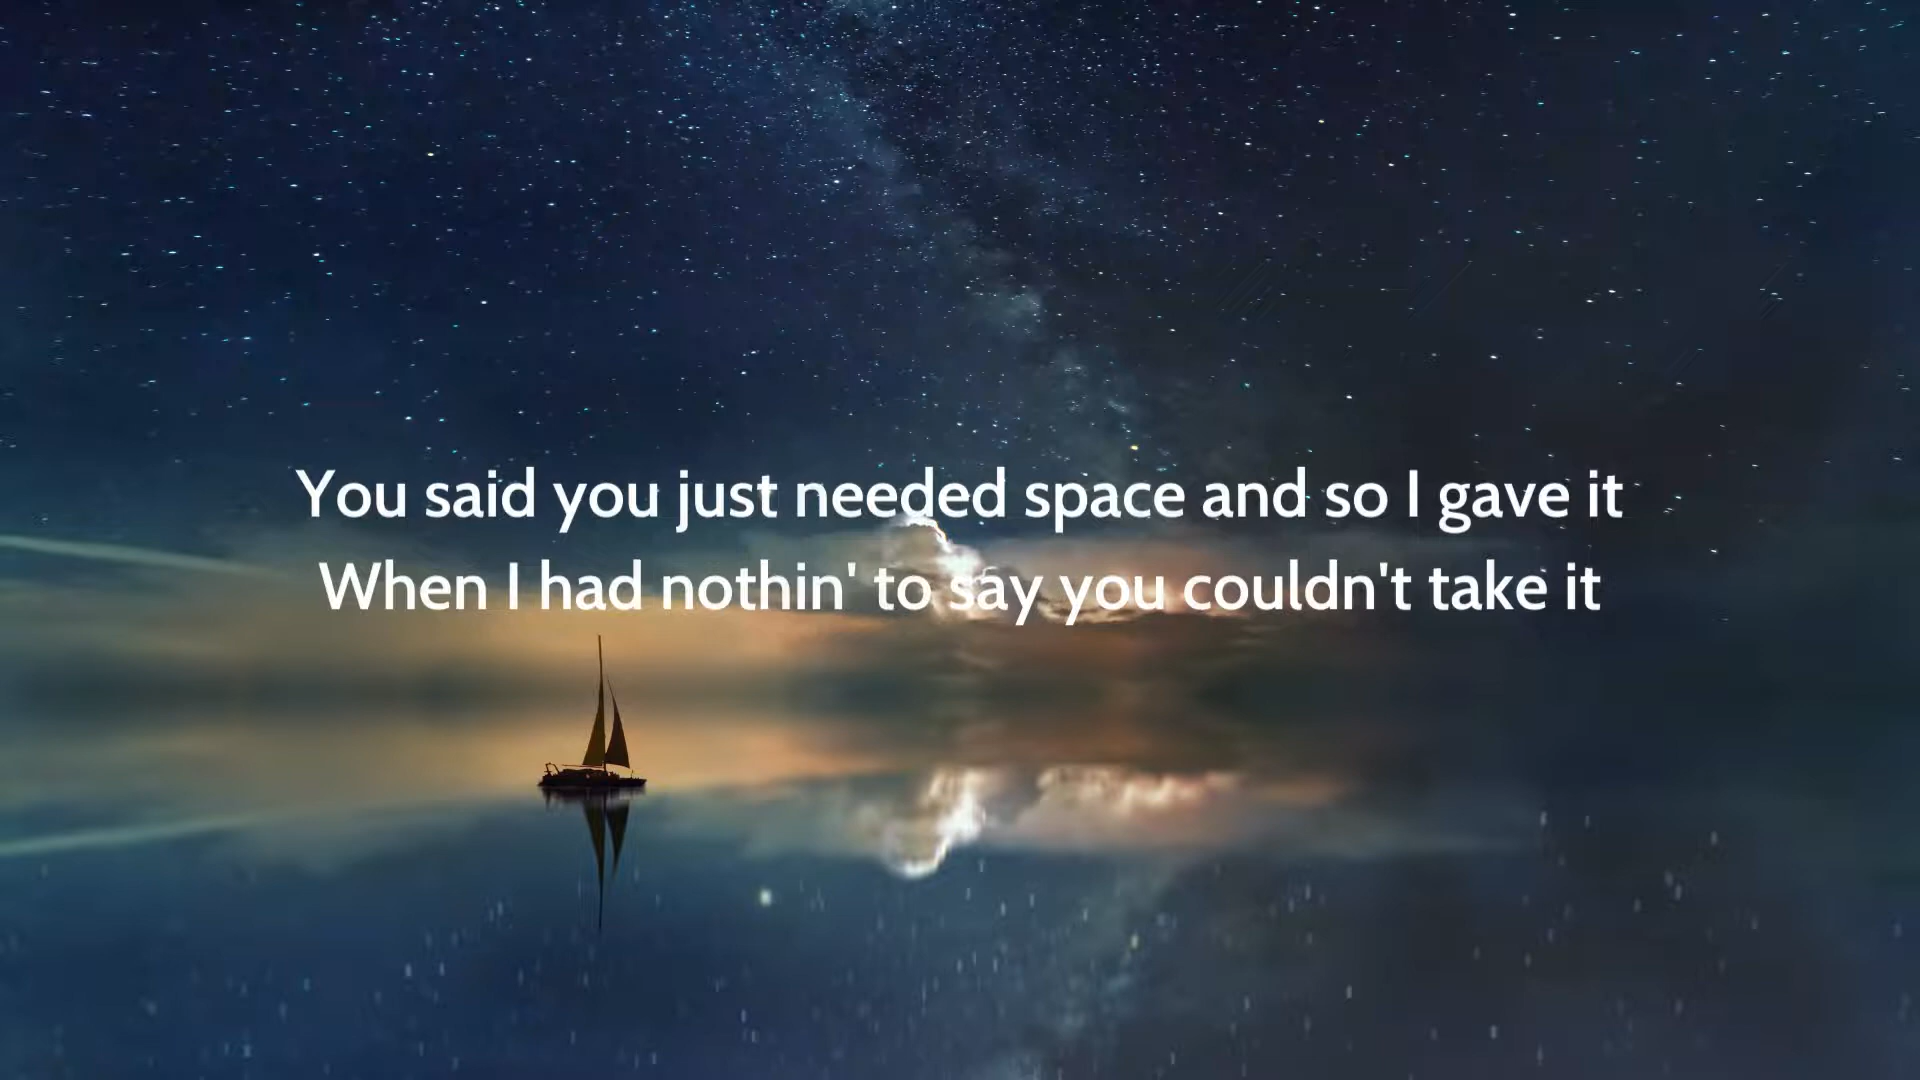 You said you just needed space and so I gave it
When I had nothin' to say you couldn't take it